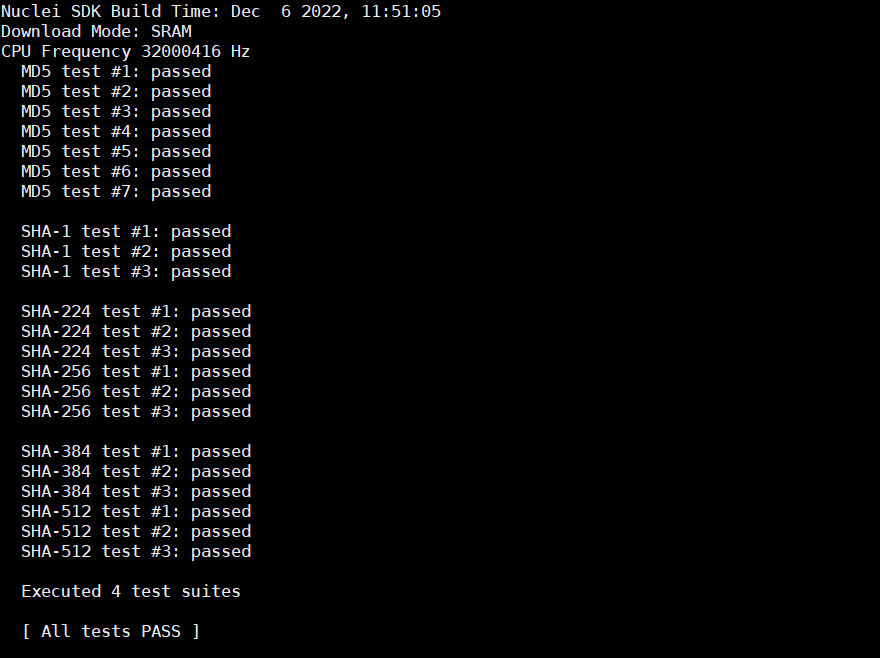 Nuclei SDK Build Time: Dec  6 2022, 11:51:05
Download Mode: SRAM
CPU Frequency 32000416 Hz
MD5 test #1: passed
MD5 test #2: passed
MD5 test #3: passed
MD5 test #4: passed
MD5 test #5: passed
MD5 test #6: passed
MD5 test #7: passed
SHA-1 test #1: passed
SHA-1 test #2: passed
SHA-1 test #3: passed
SHA-224 test #1: passed
SHA-224 test #2: passed
SHA-224 test #3: passed
SHA-256 test #1: passed
SHA-256 test #2: passed
SHA-256 test #3: passed
SHA-384 test #1: passed
SHA-384 test #2: passed
SHA-384 test #3: passed
SHA-512 test #1: passed
SHA-512 test #2: passed
SHA-512 test #3: passed
Executed 4 test suites
[ All tests PASS ]